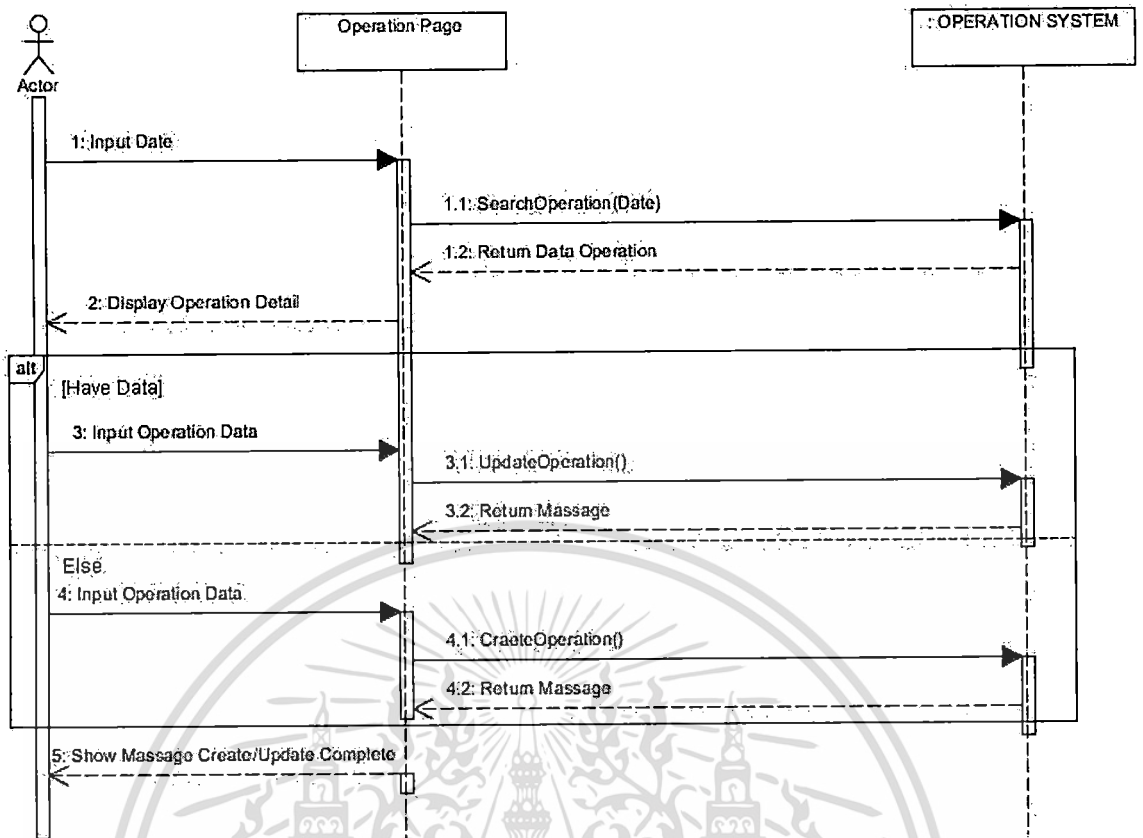 Operation Page
: OPERATION SYSTEM
Actor
1: Input Date
1.1: SearchOperation(Date)
1.2: Return Data Operation
2: Display Operation Detail
alt
[Have Data]
3: Input Operation Data
3.1: UpdateOperation()
3.2: Return Massage
Else
4: Input Operation Data
4.1: CraeteOperation()
4.2: Return Massage
5: Show Massage Create/Update Complete